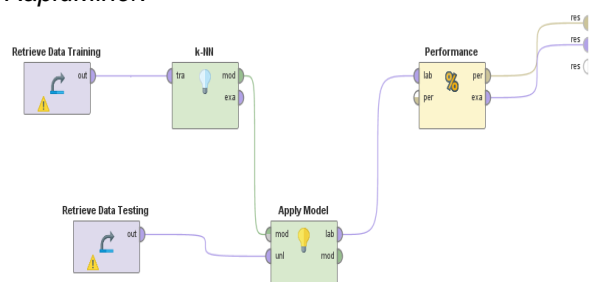 Rapidminer.
res
Retrieve Data Training
k-NN
Performance
res
out
tra
mod
lab
per
res
exa
per
exa
Retrieve Data Testing
Apply Model
out
mod
lab
unl
mod